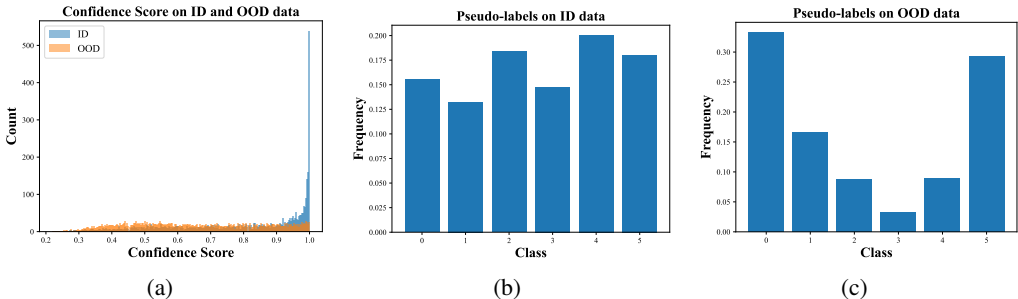 Confidence Score on ID and OOD data
ID
OOD
Count
500
400
300
200
100
0
0.2 0.3 0.4 0.5 0.6 0.7 0.8 0.9 1.0
Confidence Score
(a)
Pseudo-labels on ID data
Frequency
0.200
0.175
0.150
0.125
0.100
0.075
0.050
0.025
0.000
0 1 2 3 4 5
Class
(b)
Pseudo-labels on OOD data
Frequency
0.30
0.25
0.20
0.15
0.10
0.05
0.00
0 1 2 3 4 5
Class
(c)